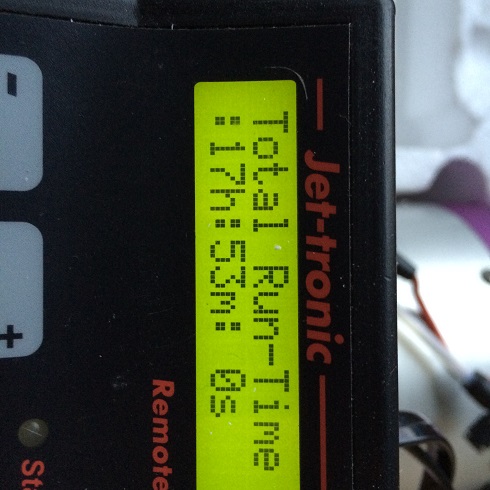 Jet-tronic
Total Run-Time
:17h:53m: 0s
-
+
Remote